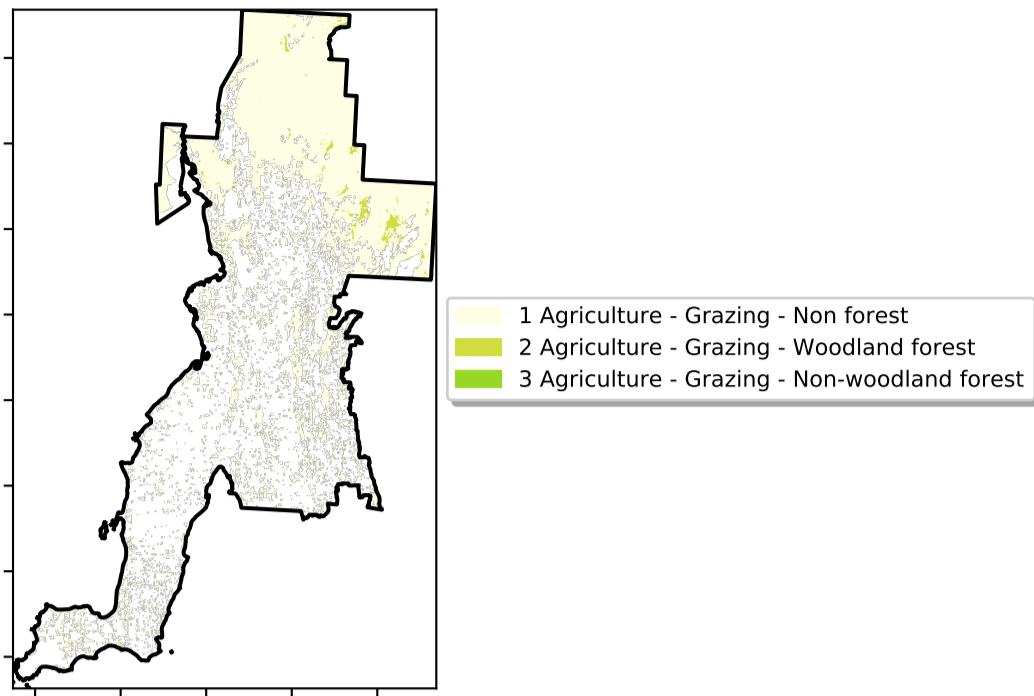 1 Agriculture - Grazing - Non forest
2 Agriculture - Grazing - Woodland forest
3 Agriculture - Grazing - Non-woodland forest